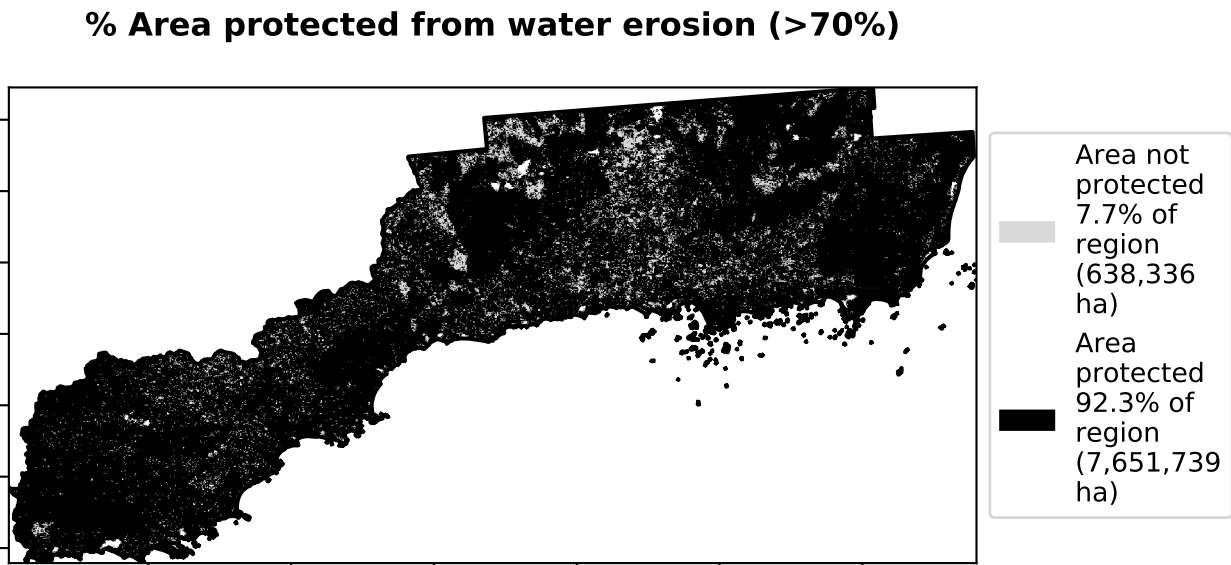 % Area protected from water erosion (>70%)
Area not
protected
7.7% of
region
(638,336
ha)
Area
protected
92.3% of
region
(7,651,739
ha)